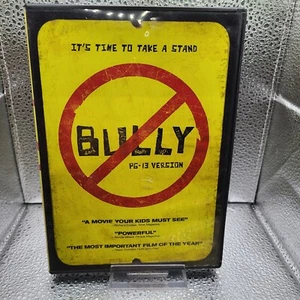 IT'S TIME TO TAKE A STAND
BULLY
PG-13 VERSION
"A MOVIE YOUR KIDS MUST SEE"
"POWERFUL"
"THE MOST IMPORTANT FILM OF THE YEAR"